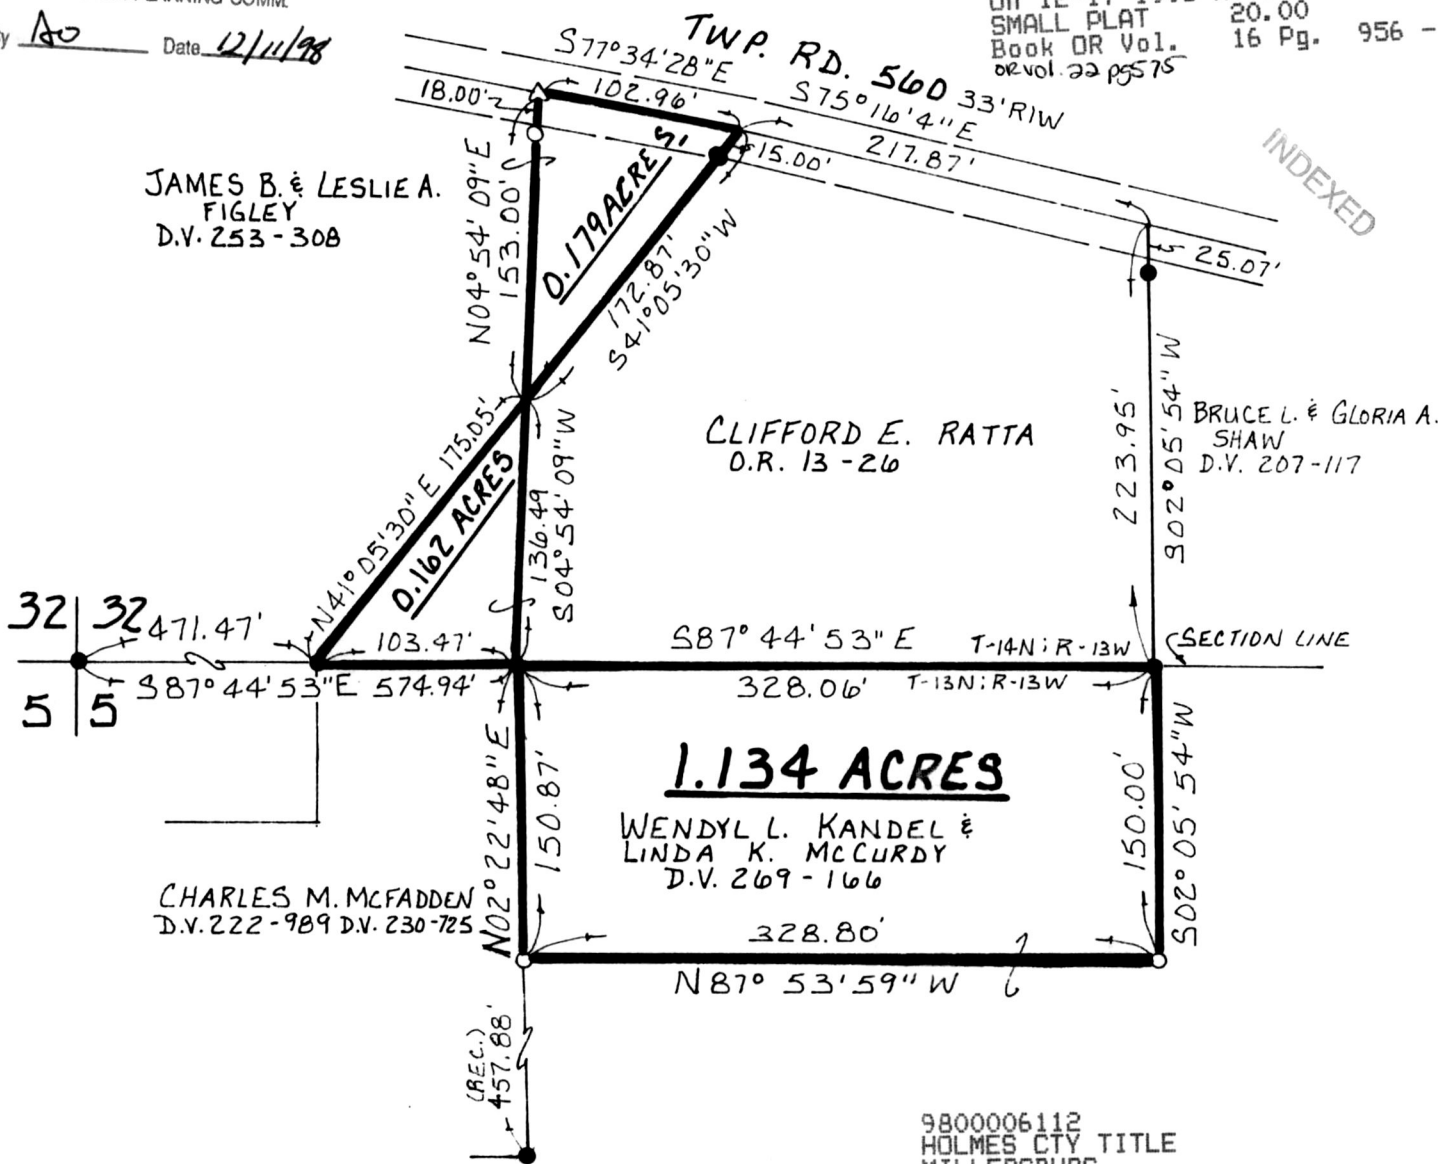 y AO Date 12/11/98
SMALL PLAT 20.00
Book OR Vol. 16 Pg. 956 -
OR VOL. 22 PG 575
INDEXED
TWP. RD. 560 33' R/W
S77°34'28"E
102.96'
18.00'
S75°16'4"E
217.87'
15.00'
25.07'
JAMES B. & LESLIE A.
FIGLEY
D.V. 253-308
N04°54'09"E
153.00'
0.179 ACRES
172.87'
S41°05'30"W
CLIFFORD E. RATTA
O.R. 13-26
223.95'
S02°05'54"W
BRUCE L. & GLORIA A.
SHAW
D.V. 207-117
N41°05'30"E 175.05'
0.162 ACRES
136.49
S04°54'09"W
32 32
471.47'
103.47'
S87°44'53"E T-14N; R-13W
SECTION LINE
5 5
S87°44'53"E 574.94'
328.06' T-13N; R-13W
N02°22'48"E
150.87'
1.134 ACRES
WENDYL L. KANDEL &
LINDA K. MCCURDY
D.V. 269-166
150.00'
S02°05'54"W
CHARLES M. MCFADDEN
D.V. 222-989 D.V. 230-725
328.80'
N87°53'59"W
(REC.)
457.88'
9800006112
HOLMES CTY TITLE